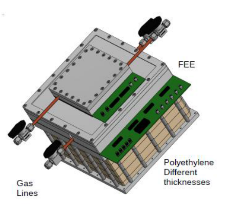 FEE
Gas
Lines
Polyethylene
Different
thicknesses